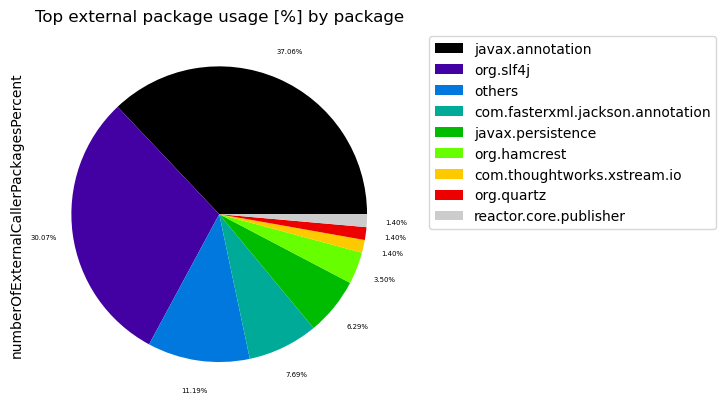 Top external package usage [%] by package
numberOfExternalCallerPackagesPercent
37.06%
30.07%
11.19%
7.69%
6.29%
3.50%
1.40%
1.40%
1.40%
javax.annotation
org.slf4j
others
com.fasterxml.jackson.annotation
javax.persistence
org.hamcrest
com.thoughtworks.xstream.io
org.quartz
reactor.core.publisher